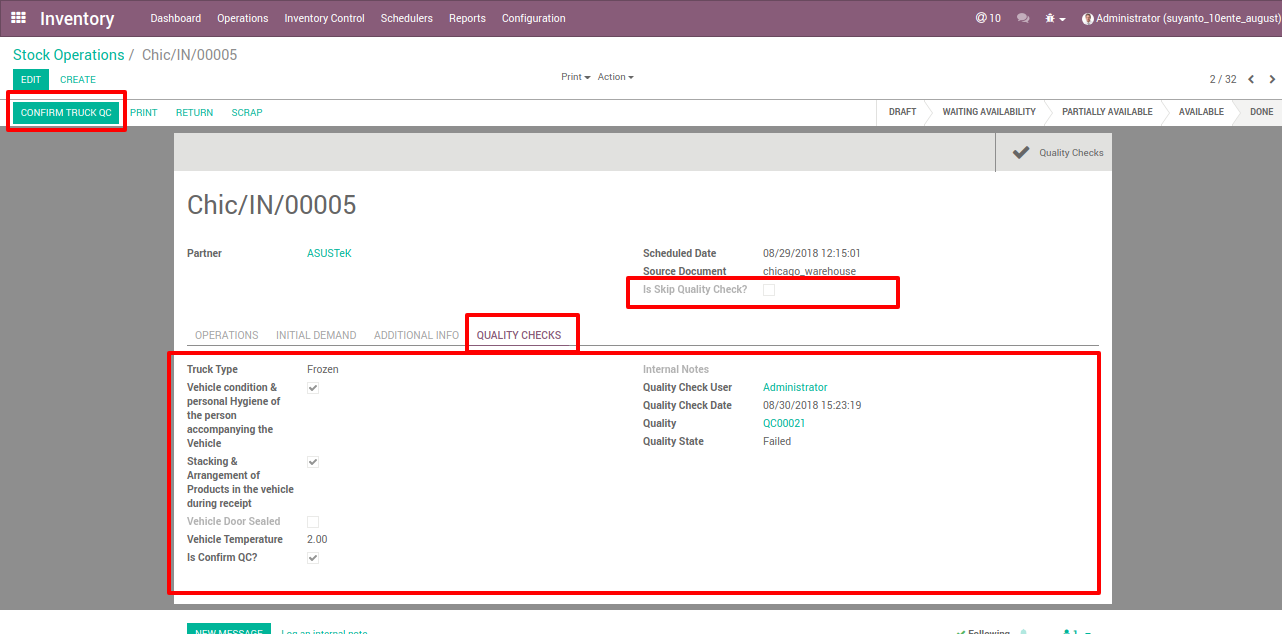 Inventory Dashboard Operations Inventory Control Schedulers Reports Configuration @ 10 Administrator (suyanto_10ente_august)
Stock Operations / Chic/IN/00005
EDIT CREATE Print Action 2 / 32
CONFIRM TRUCK QC PRINT RETURN SCRAP DRAFT WAITING AVAILABILITY PARTIALLY AVAILABLE AVAILABLE DONE
Quality Checks
Chic/IN/00005
Partner ASUSTeK
Scheduled Date 08/29/2018 12:15:01
Source Document chicago_warehouse
Is Skip Quality Check?
OPERATIONS INITIAL DEMAND ADDITIONAL INFO QUALITY CHECKS
Truck Type Frozen
Vehicle condition &
personal Hygiene of
the person
accompanying the
Vehicle
Stacking &
Arrangement of
Products in the vehicle
during receipt
Vehicle Door Sealed
Vehicle Temperature 2.00
Is Confirm QC?
Internal Notes
Quality Check User Administrator
Quality Check Date 08/30/2018 15:23:19
Quality QC00021
Quality State Failed
NEW MESSAGE Log an internal note Following 1